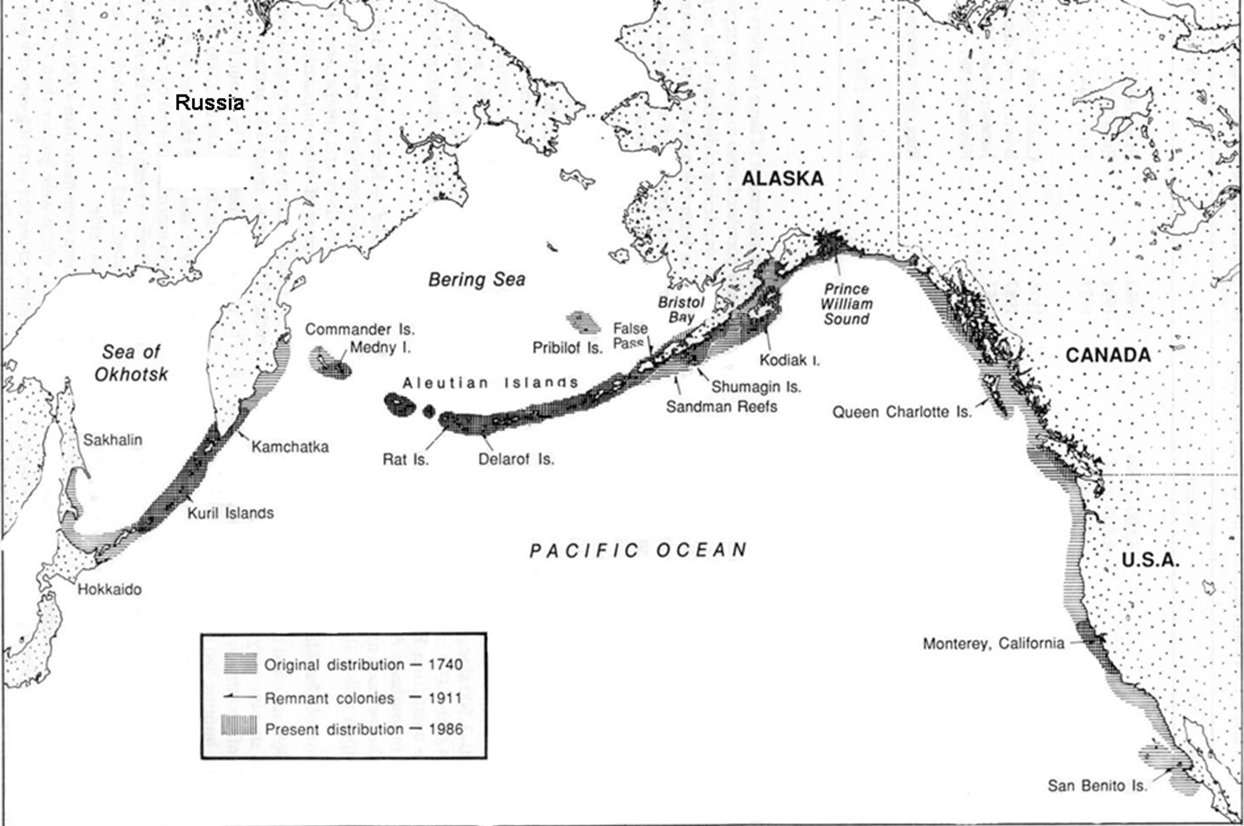 Russia
ALASKA
Bering Sea
Bristol
Bay
Prince
William
Sound
Commander Is.
Medny I.
Pribilof Is.
False
Pass
Kodiak I.
Sea of
Okhotsk
CANADA
Aleutian Islands
Shumagin Is.
Sandman Reefs
Queen Charlotte Is.
Sakhalin
Kamchatka
Rat Is.
Delarof Is.
Kuril Islands
PACIFIC OCEAN
U.S.A.
Hokkaido
Monterey, California
Original distribution – 1740
Remnant colonies – 1911
Present distribution – 1986
San Benito Is.